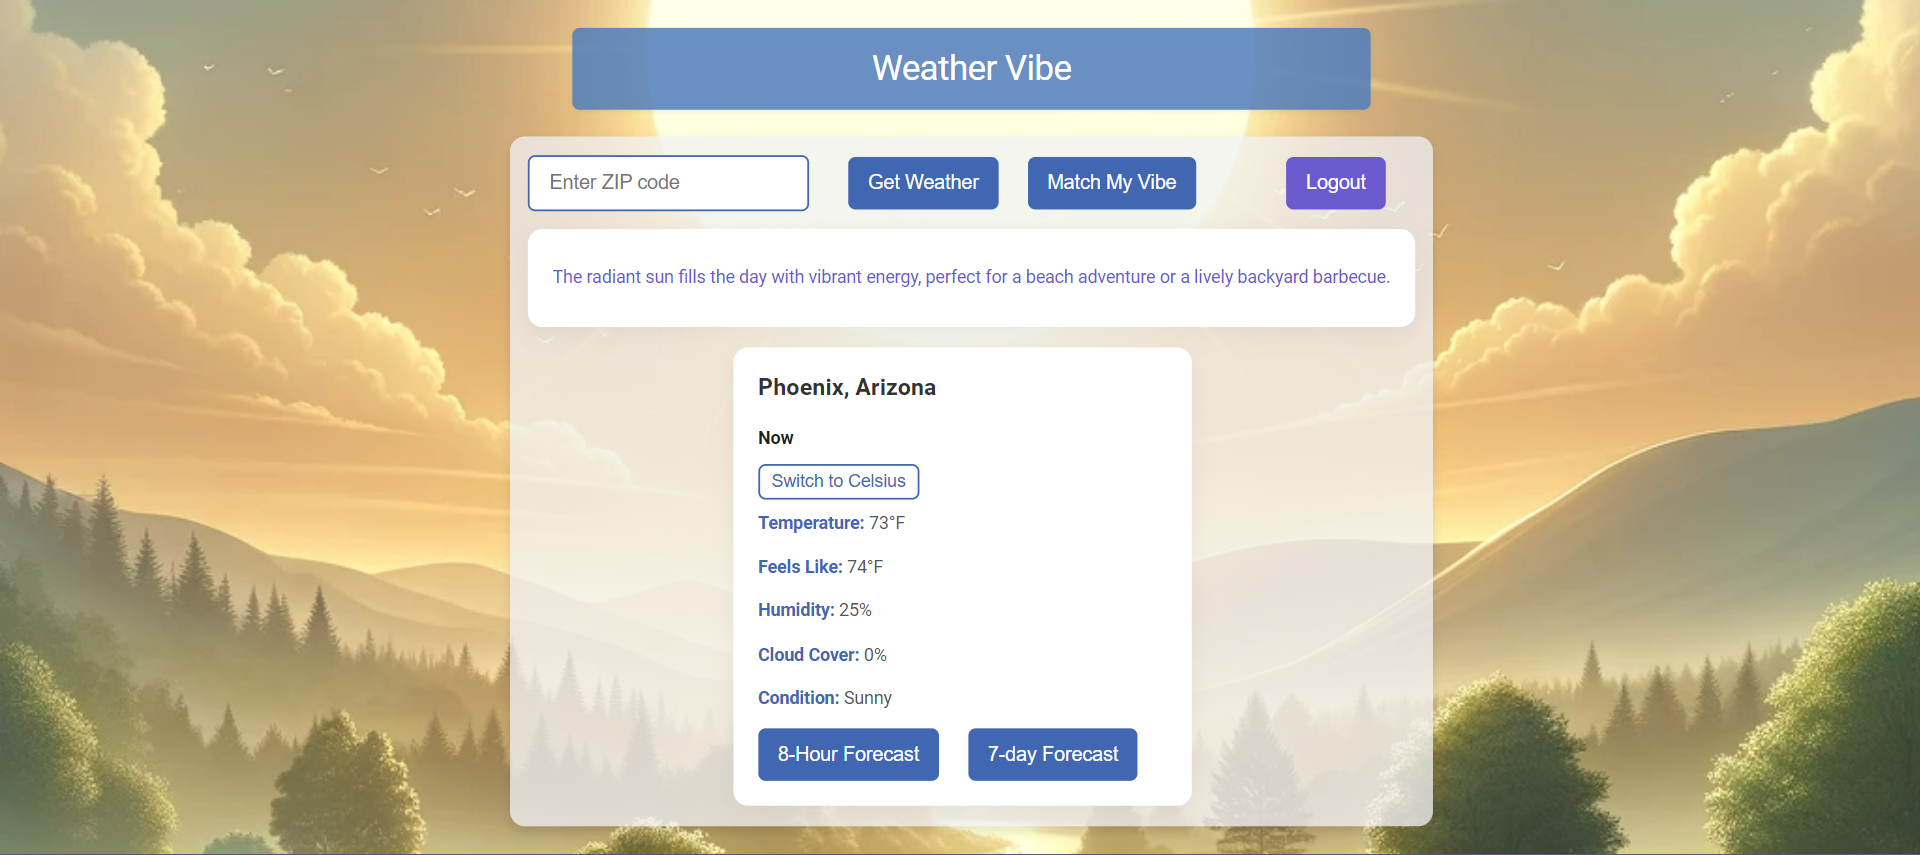 Weather Vibe
Enter ZIP code Get Weather Match My Vibe Logout
The radiant sun fills the day with vibrant energy, perfect for a beach adventure or a lively backyard barbecue.
Phoenix, Arizona
Now
Switch to Celsius
Temperature: 73°F
Feels Like: 74°F
Humidity: 25%
Cloud Cover: 0%
Condition: Sunny
8-Hour Forecast 7-day Forecast